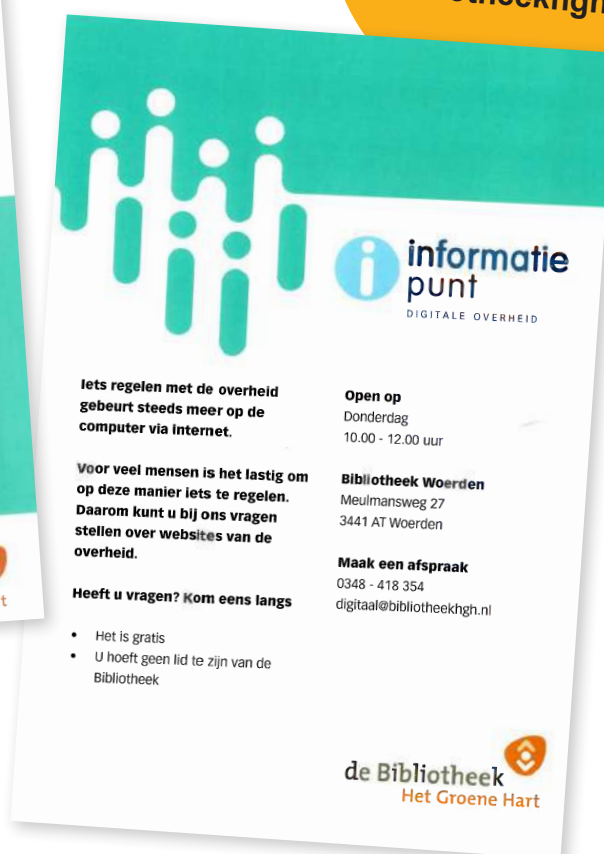 informatie
punt
DIGITALE OVERHEID
Iets regelen met de overheid
gebeurt steeds meer op de
computer via internet.
Voor veel mensen is het lastig om
op deze manier iets te regelen.
Daarom kunt u bij ons vragen
stellen over websites van de
overheid.
Heeft u vragen? Kom eens langs
• Het is gratis
• U hoeft geen lid te zijn van de
Bibliotheek
Open op
Donderdag
10.00 - 12.00 uur
Bibliotheek Woerden
Meulmansweg 27
3441 AT Woerden
Maak een afspraak
0348 - 418 354
digitaal@bibliotheekhgh.nl
de Bibliotheek
Het Groene Hart